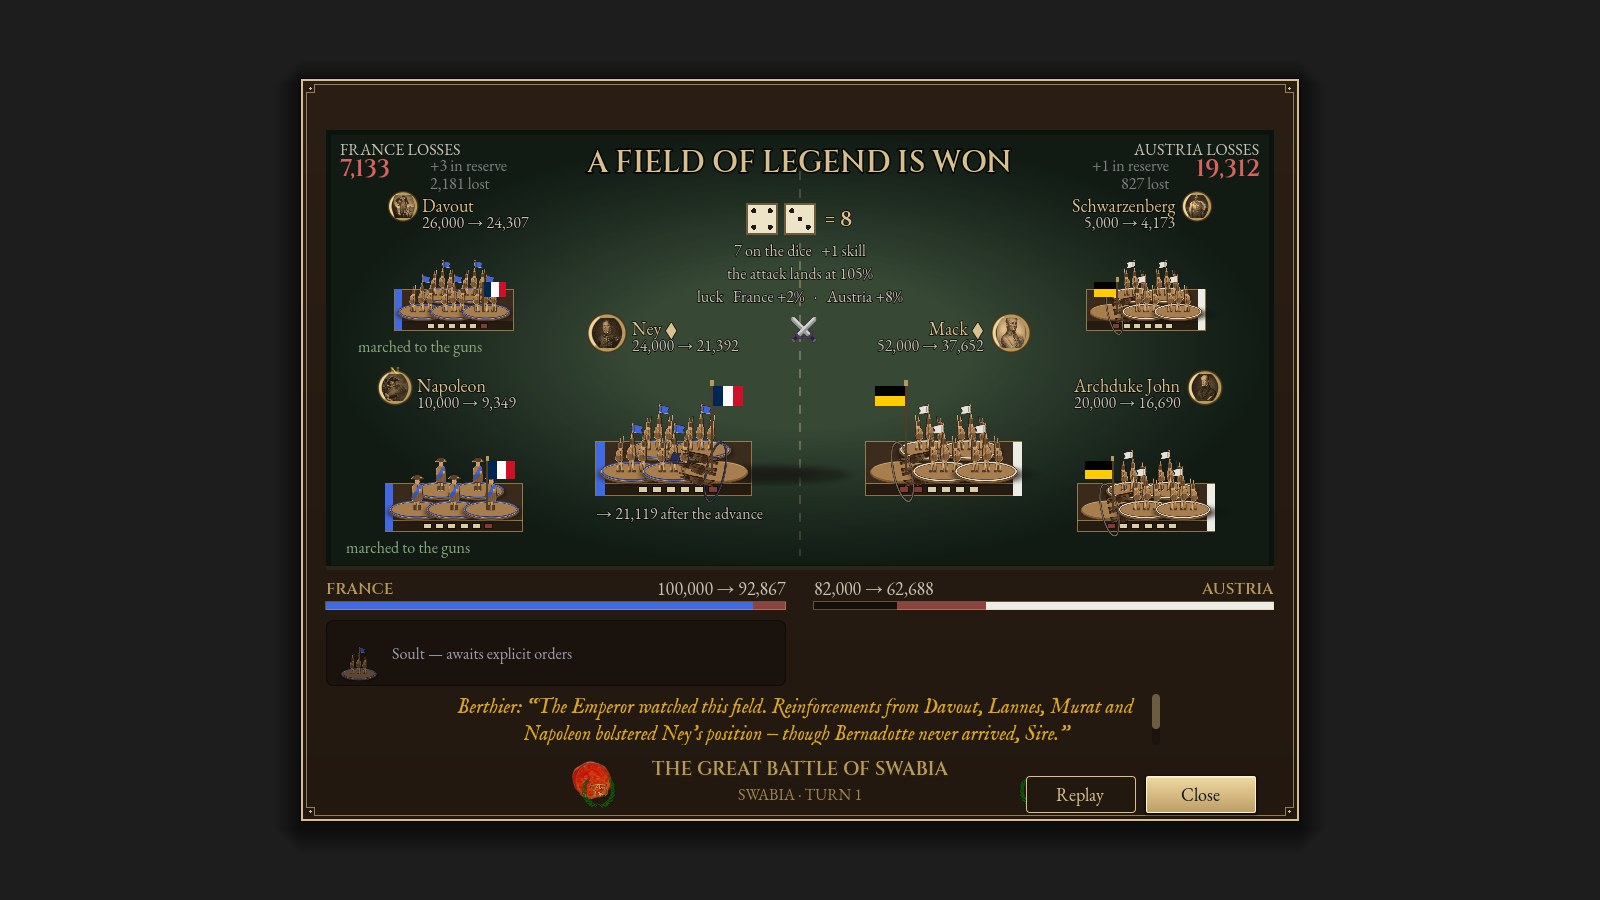 A FIELD OF LEGEND IS WON
FRANCE LOSSES
7,133
+3 in reserve
2,181 lost
AUSTRIA LOSSES
19,312
+1 in reserve
827 lost
Davout
26,000 → 24,307
marched to the guns
Napoleon
10,000 → 9,349
marched to the guns
= 8
7 on the dice +1 skill
the attack lands at 105%
luck France +2% · Austria +8%
Ney ♦
24,000 → 21,392
→ 21,119 after the advance
Mack ♦
52,000 → 37,652
Schwarzenberg
5,000 → 4,173
Archduke John
20,000 → 16,690
FRANCE
100,000 → 92,867
82,000 → 62,688
AUSTRIA
Soult — awaits explicit orders
Berthier: “The Emperor watched this field. Reinforcements from Davout, Lannes, Murat and
Napoleon bolstered Ney’s position — though Bernadotte never arrived, Sire.”
THE GREAT BATTLE OF SWABIA
SWABIA · TURN 1
Replay
Close